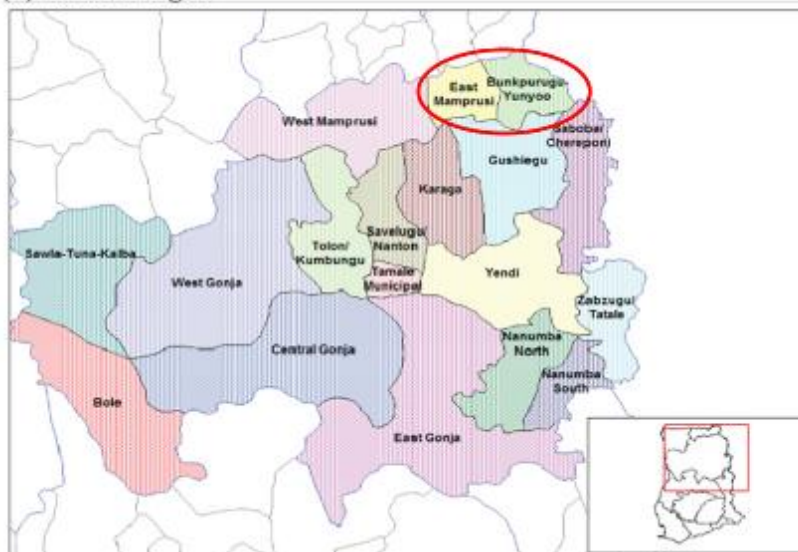 East
Mamprusi
Bunkpurugu-
Yunyoo
West Mamprusi
Saboba/
Chereponi
Gushiegu
Karaga
Savelugu/
Nanton
Tolon/
Kumbungu
Sawla-Tuna-Kalba
West Gonja
Tamale
Municipal
Yendi
Zabzugu/
Tatale
Central Gonja
Nanumba
North
Nanumba
South
Bole
East Gonja